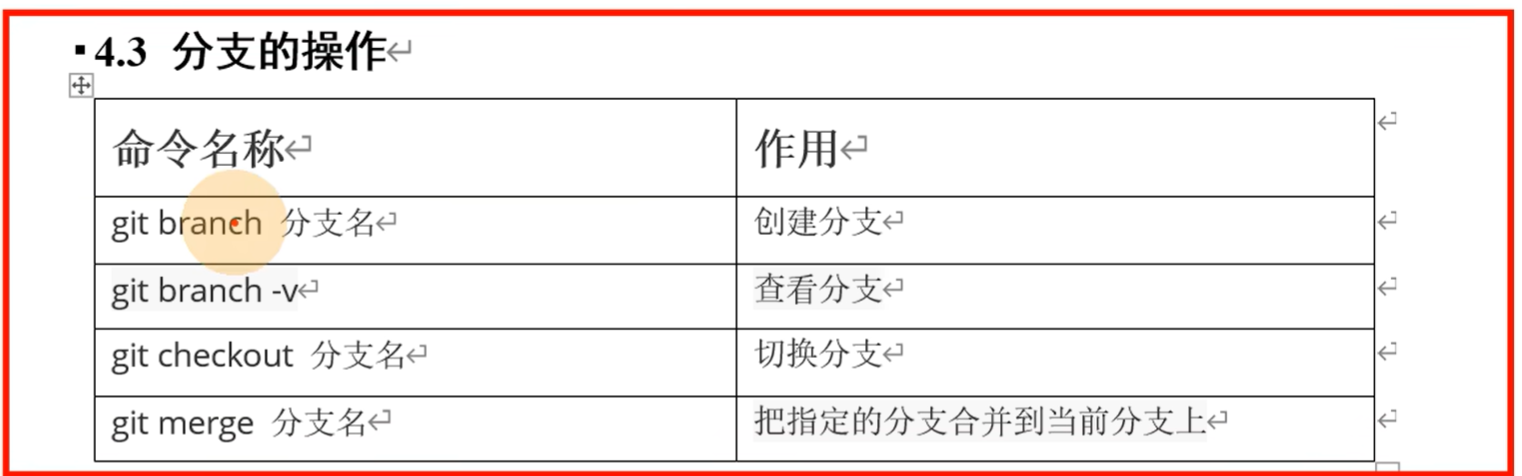 4.3 分支的操作
命令名称 作用
git branch 分支名 创建分支
git branch -v 查看分支
git checkout 分支名 切换分支
git merge 分支名 把指定的分支合并到当前分支上